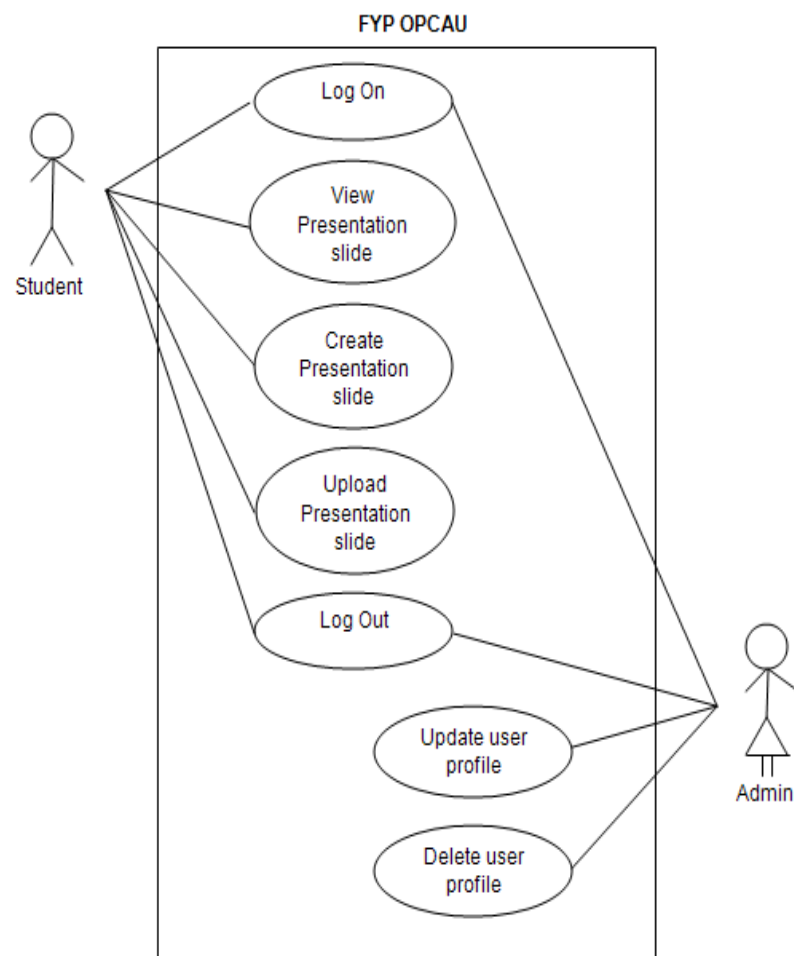 FYP OPCAU
Log On
View
Presentation
slide
Student
Create
Presentation
slide
Upload
Presentation
slide
Log Out
Update user
profile
Admin
Delete user
profile